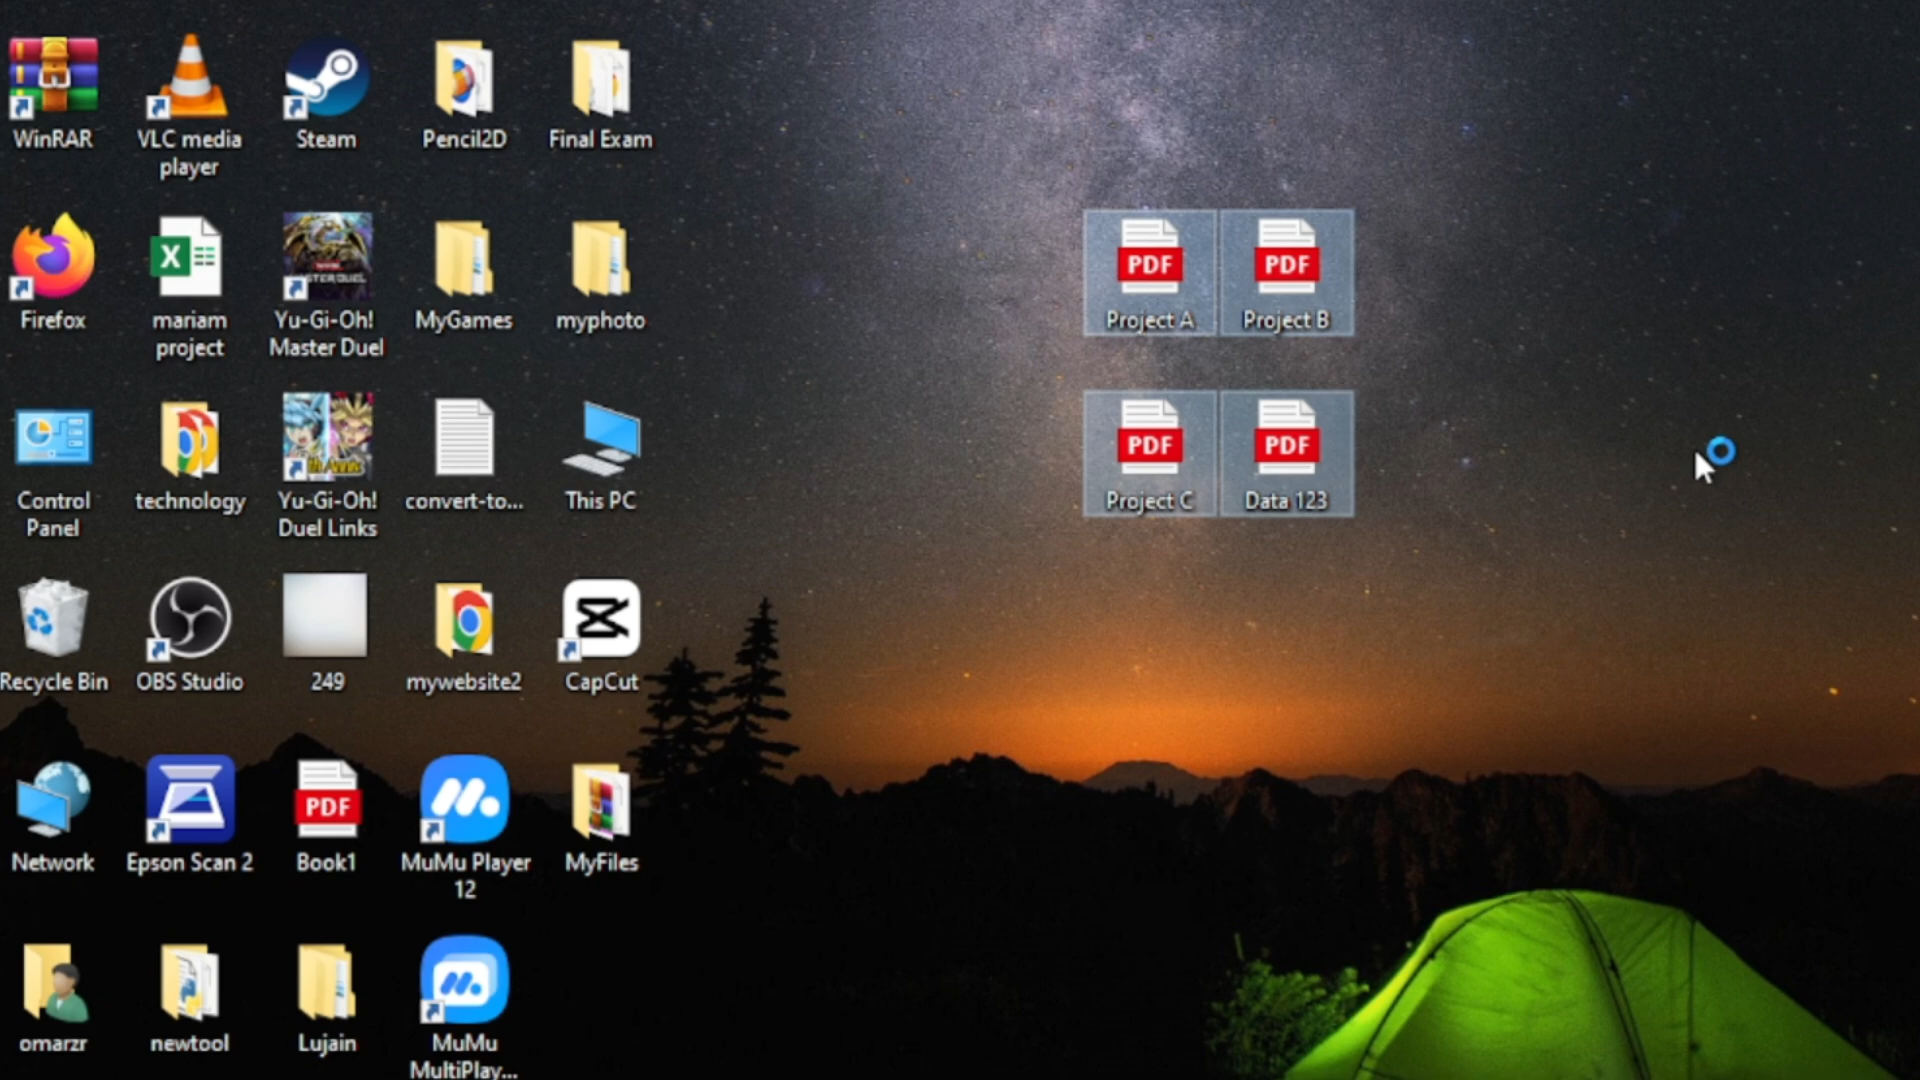 WinRAR
VLC media
player
Steam
Pencil2D
Final Exam
Firefox
X
mariam
project
MASTER DUEL
Yu-Gi-Oh!
Master Duel
MyGames
myphoto
PDF
Project A
PDF
Project B
Control
Panel
technology
Yu-Gi-Oh!
Duel Links
convert-to...
This PC
PDF
Project C
PDF
Data 123
Recycle Bin
OBS Studio
249
mywebsite2
CapCut
Network
Epson Scan 2
PDF
Book1
MuMu Player
12
MyFiles
omarzr
newtool
Lujain
MuMu
MultiPlay...